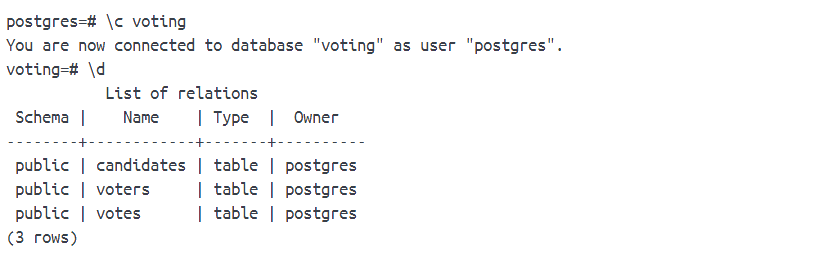 postgres=# \c voting
You are now connected to database "voting" as user "postgres".
voting=# \d
           List of relations
 Schema |    Name    | Type  |  Owner
--------+------------+-------+----------
 public | candidates | table | postgres
 public | voters     | table | postgres
 public | votes      | table | postgres
(3 rows)